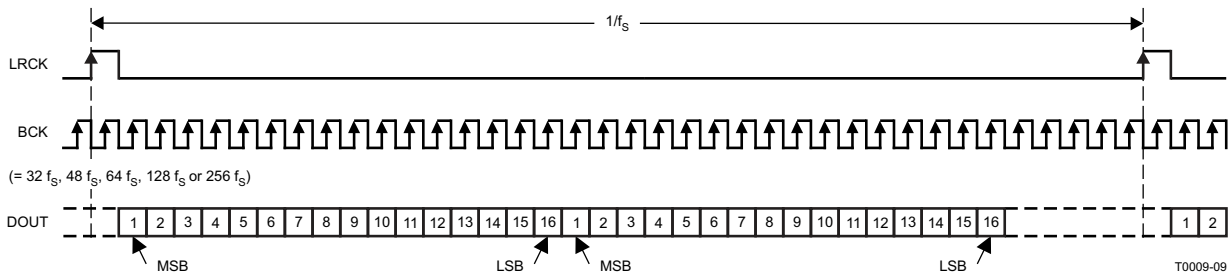 1/fS
LRCK
BCK
(= 32 fS, 48 fS, 64 fS, 128 fS or 256 fS)
DOUT 1 2 3 4 5 6 7 8 9 10 11 12 13 14 15 16 1 2 3 4 5 6 7 8 9 10 11 12 13 14 15 16 1 2
MSB LSB MSB LSB
T0009-09